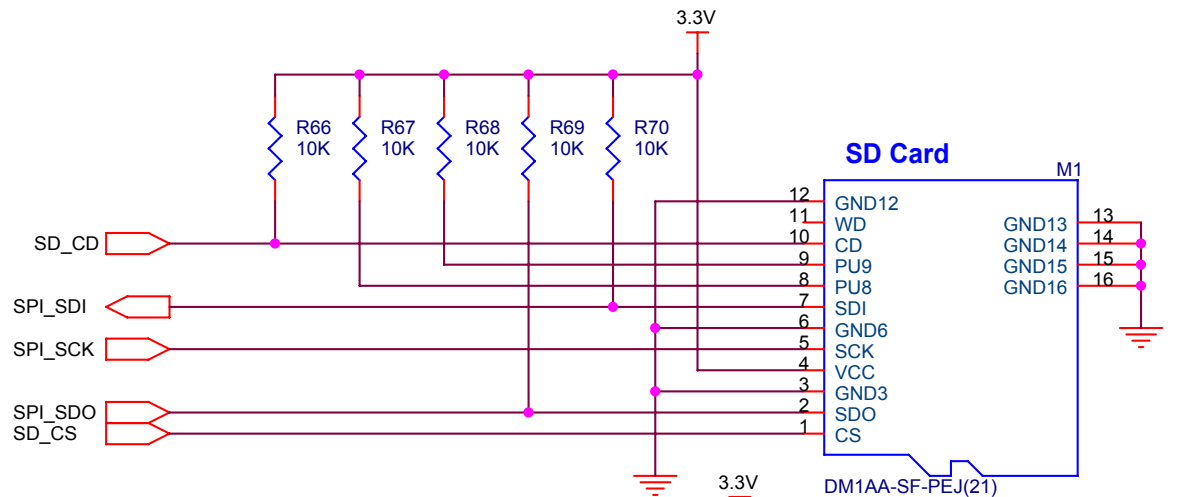 3.3V
R66
10K
R67
10K
R68
10K
R69
10K
R70
10K
SD Card
M1
SD_CD
SPI_SDI
SPI_SCK
SPI_SDO
SD_CS
12 GND12
11 WD
10 CD
9 PU9
8 PU8
7 SDI
6 GND6
5 SCK
4 VCC
3 GND3
2 SDO
1 CS
GND13 13
GND14 14
GND15 15
GND16 16
3.3V
DM1AA-SF-PEJ(21)